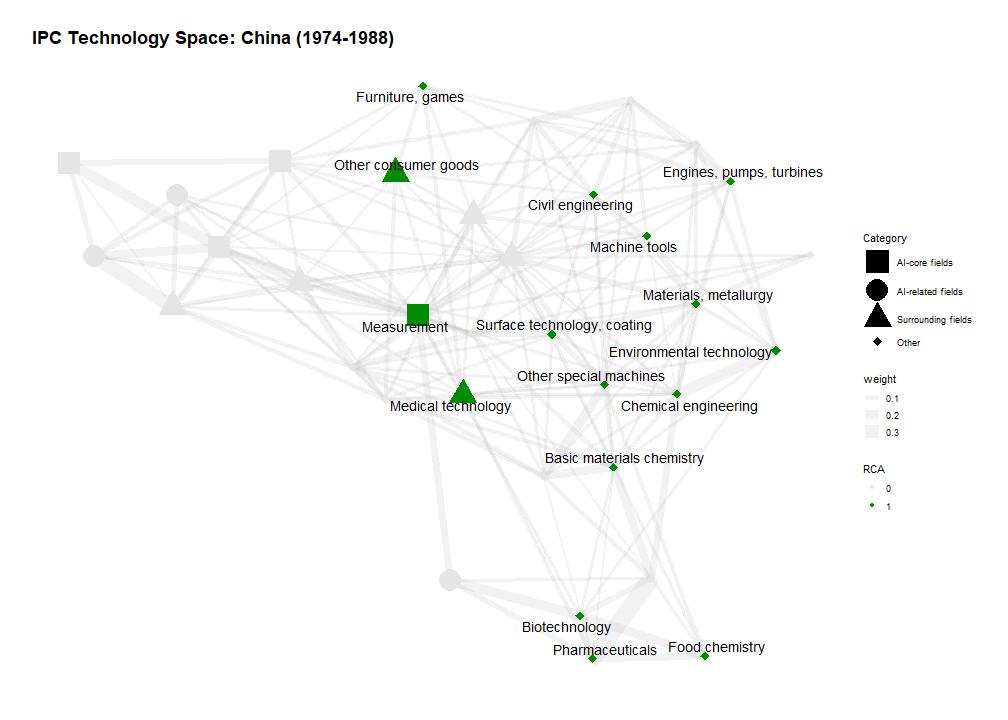 IPC Technology Space: China (1974-1988)
Furniture, games
Other consumer goods
Engines, pumps, turbines
Civil engineering
Machine tools
Materials, metallurgy
Measurement
Surface technology, coating
Environmental technology
Other special machines
Medical technology
Chemical engineering
Basic materials chemistry
Biotechnology
Pharmaceuticals
Food chemistry
Category
AI-core fields
AI-related fields
Surrounding fields
Other
weight
0.1
0.2
0.3
RCA
0
1